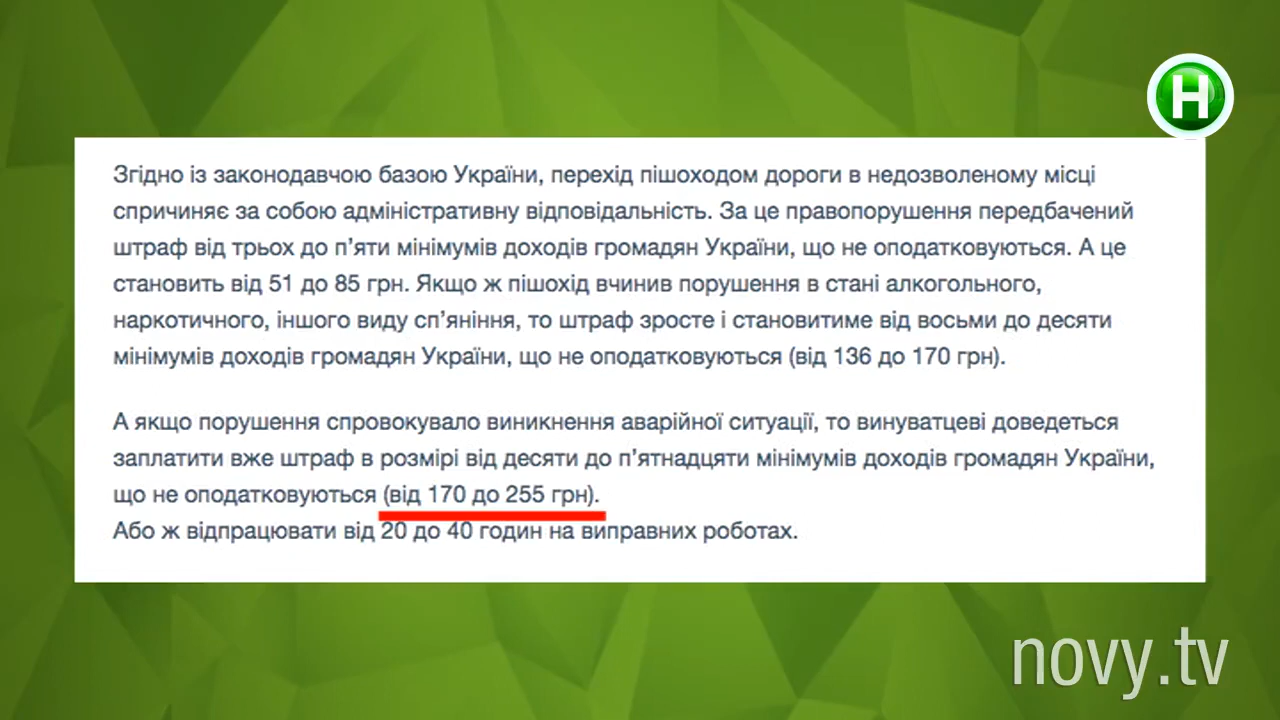 Н
Згідно із законодавчою базою України, перехід пішоходом дороги в недозволеному місці
спричиняє за собою адміністративну відповідальність. За це правопорушення передбачений
штраф від трьох до п’яти мінімумів доходів громадян України, що не оподатковуються. А це
становить від 51 до 85 грн. Якщо ж пішохід вчинив порушення в стані алкогольного,
наркотичного, іншого виду сп’яніння, то штраф зросте і становитиме від восьми до десяти
мінімумів доходів громадян України, що не оподатковуються (від 136 до 170 грн).
А якщо порушення спровокувало виникнення аварійної ситуації, то винуватцеві доведеться
заплатити вже штраф в розмірі від десяти до п’ятнадцяти мінімумів доходів громадян України,
що не оподатковуються (від 170 до 255 грн).
Або ж відпрацювати від 20 до 40 годин на виправних роботах.
novy.tv